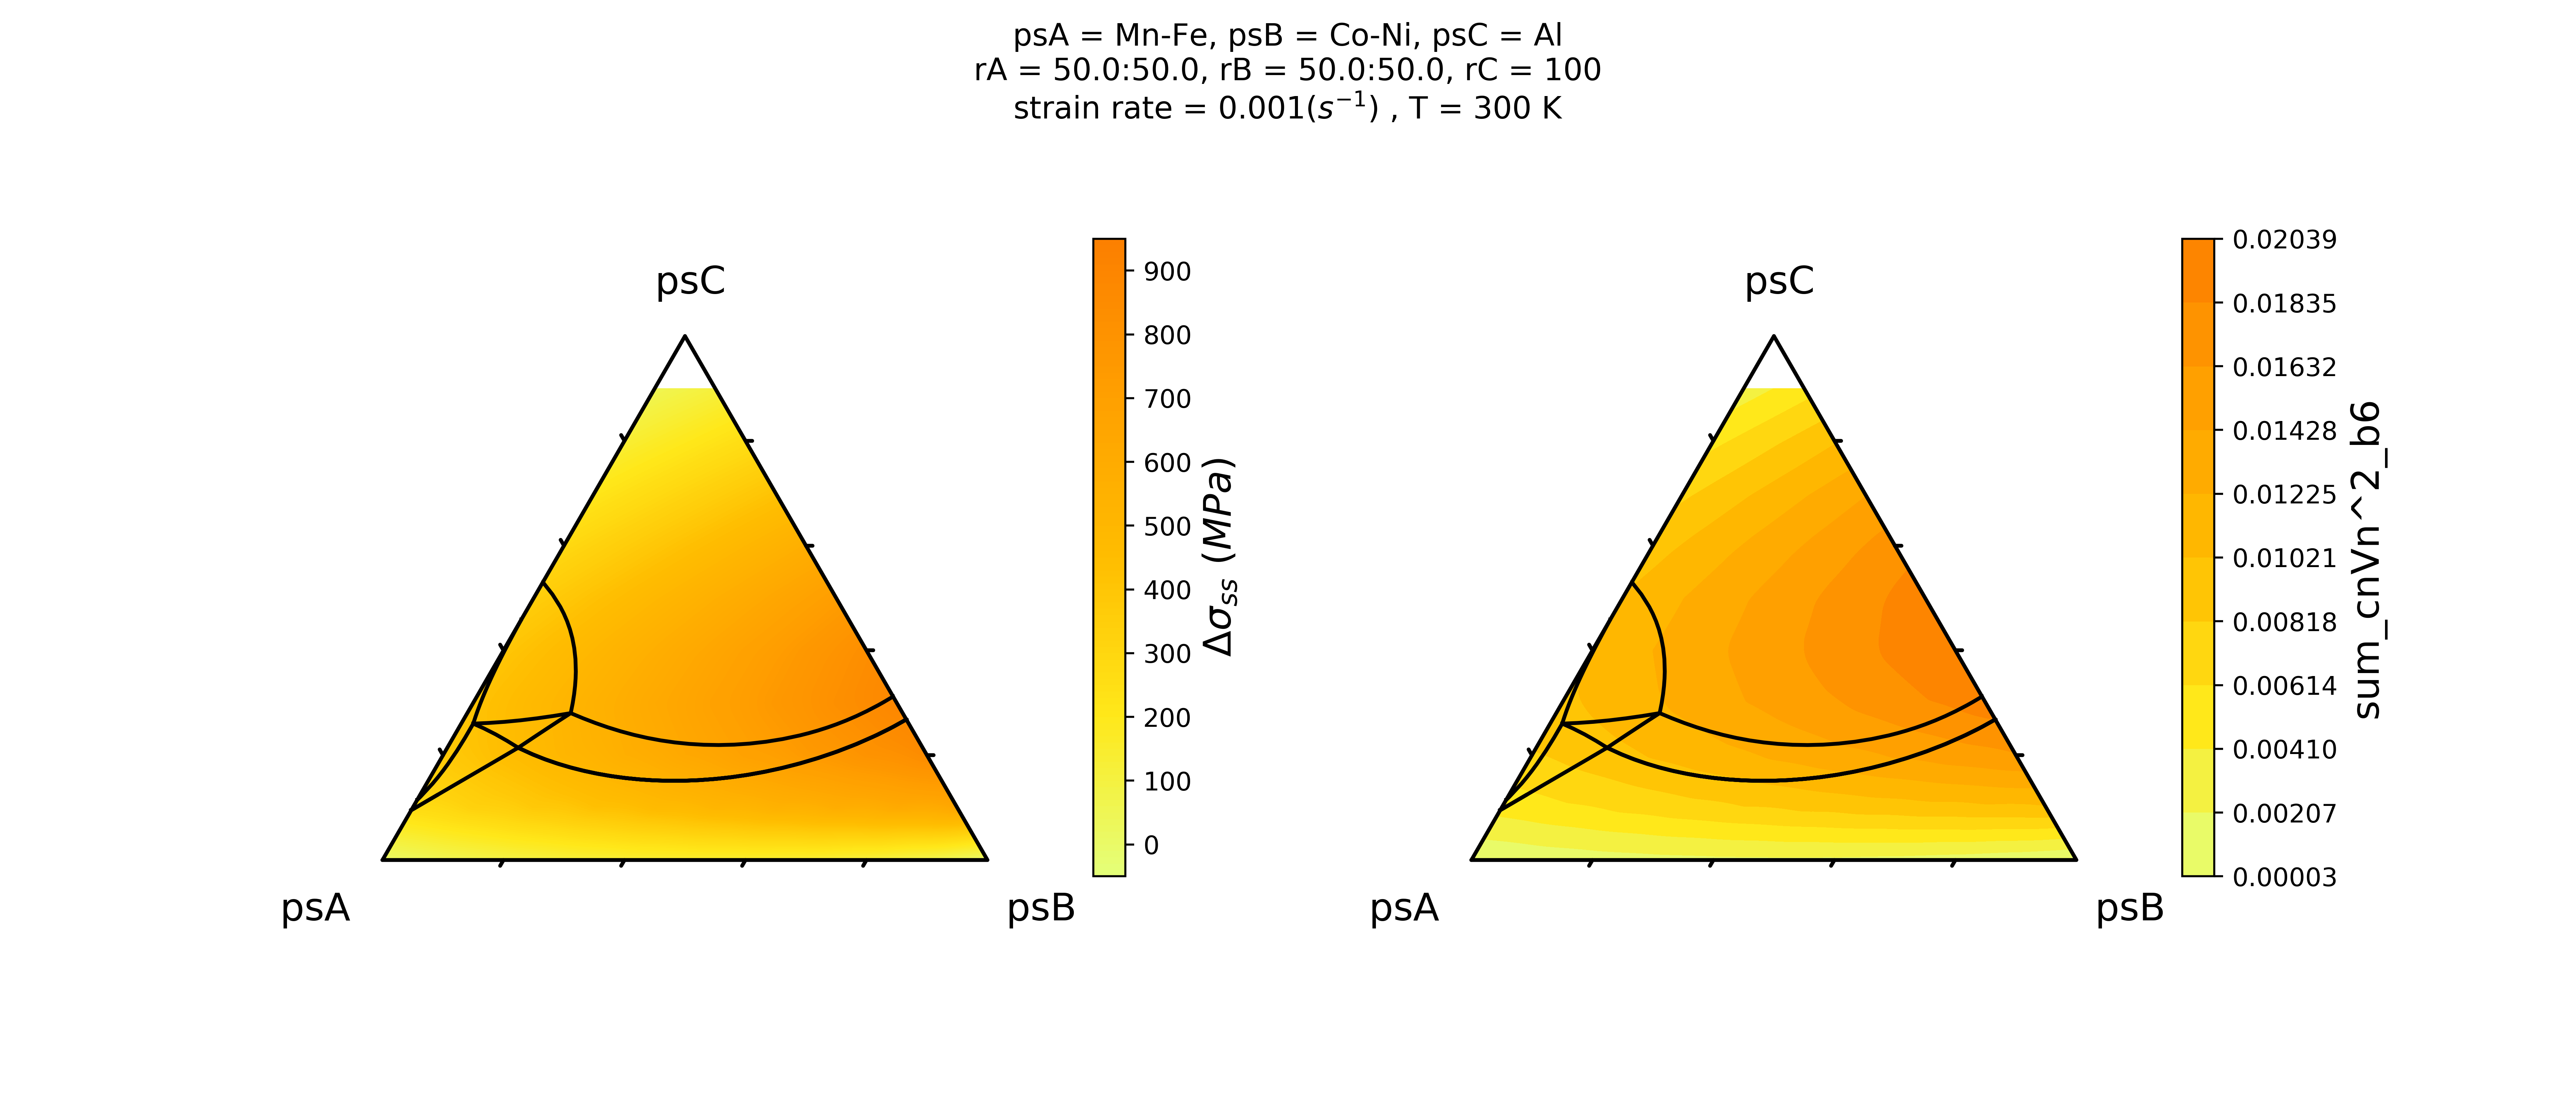 psA = Mn-Fe, psB = Co-Ni, psC = Al
rA = 50.0:50.0, rB = 50.0:50.0, rC = 100
strain rate = 0.001(s⁻¹) , T = 300 K
psC
psA
psB
900
800
700
600
500
400
300
200
100
0
Δσss (MPa)
psC
psA
psB
0.02039
0.01835
0.01632
0.01428
0.01225
0.01021
0.00818
0.00614
0.00410
0.00207
0.00003
sum_cnVn^2_b6